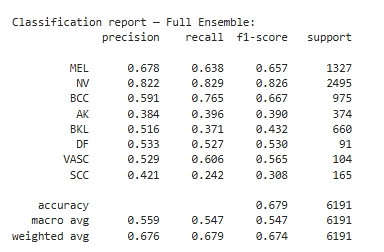 Classification report — Full Ensemble:
precision recall f1-score support
MEL 0.678 0.638 0.657 1327
NV 0.822 0.829 0.826 2495
BCC 0.591 0.765 0.667 975
AK 0.384 0.396 0.390 374
BKL 0.516 0.371 0.432 660
DF 0.533 0.527 0.530 91
VASC 0.529 0.606 0.565 104
SCC 0.421 0.242 0.308 165
accuracy 0.679 6191
macro avg 0.559 0.547 0.547 6191
weighted avg 0.676 0.679 0.674 6191